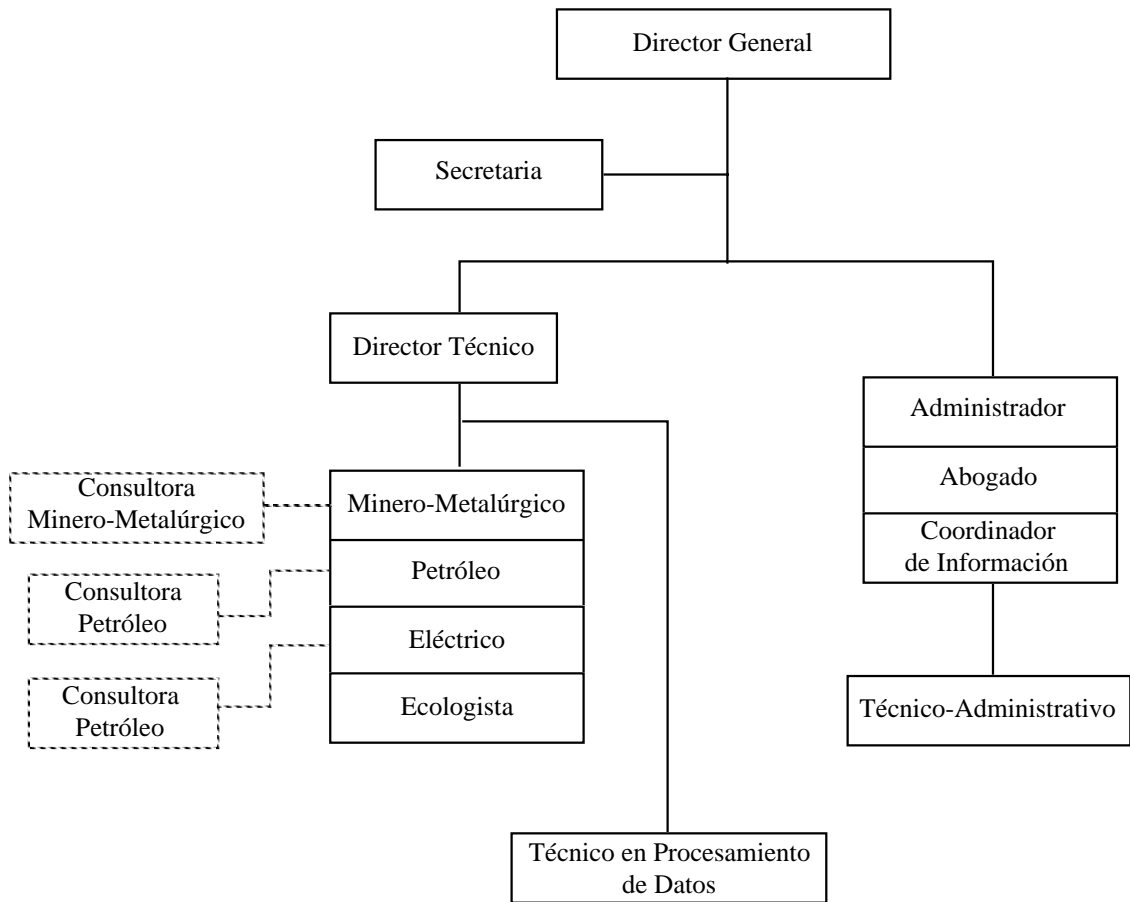 Director General
Secretaria
Director Técnico
Administrador
Abogado
Coordinador
de Información
Consultora
Minero-Metalúrgico
Minero-Metalúrgico
Consultora
Petróleo
Petróleo
Eléctrico
Consultora
Petróleo
Ecologista
Técnico-Administrativo
Técnico en Procesamiento
de Datos